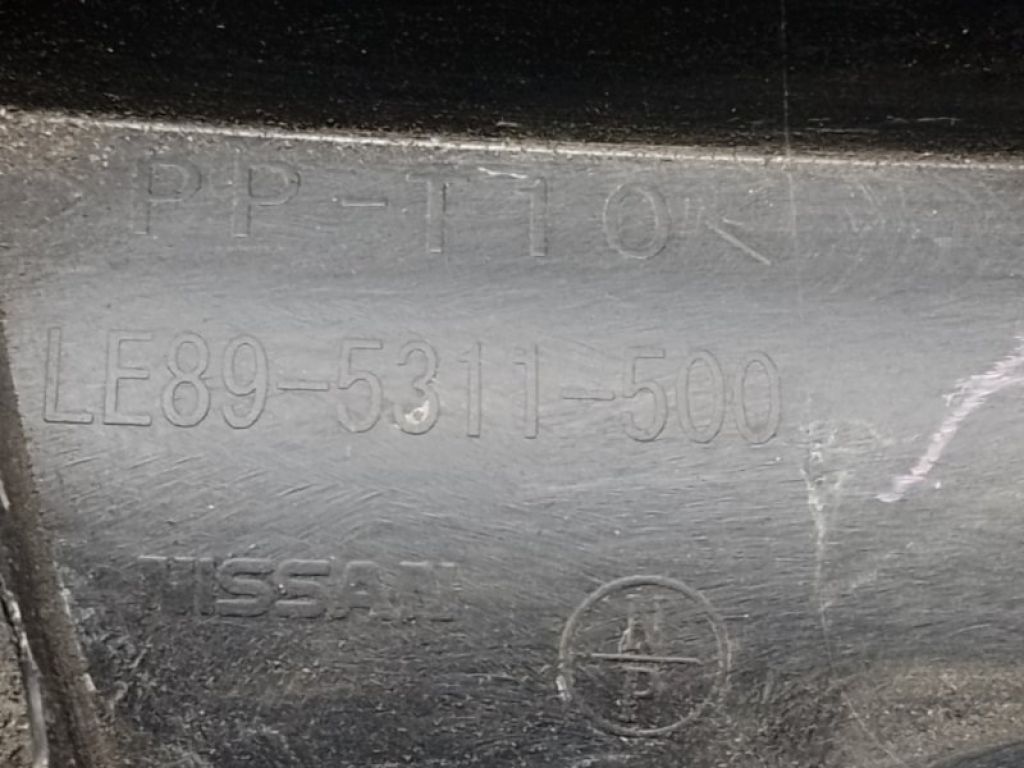 >PP-T10<
LE89-5311-500
NISSAN
N
P